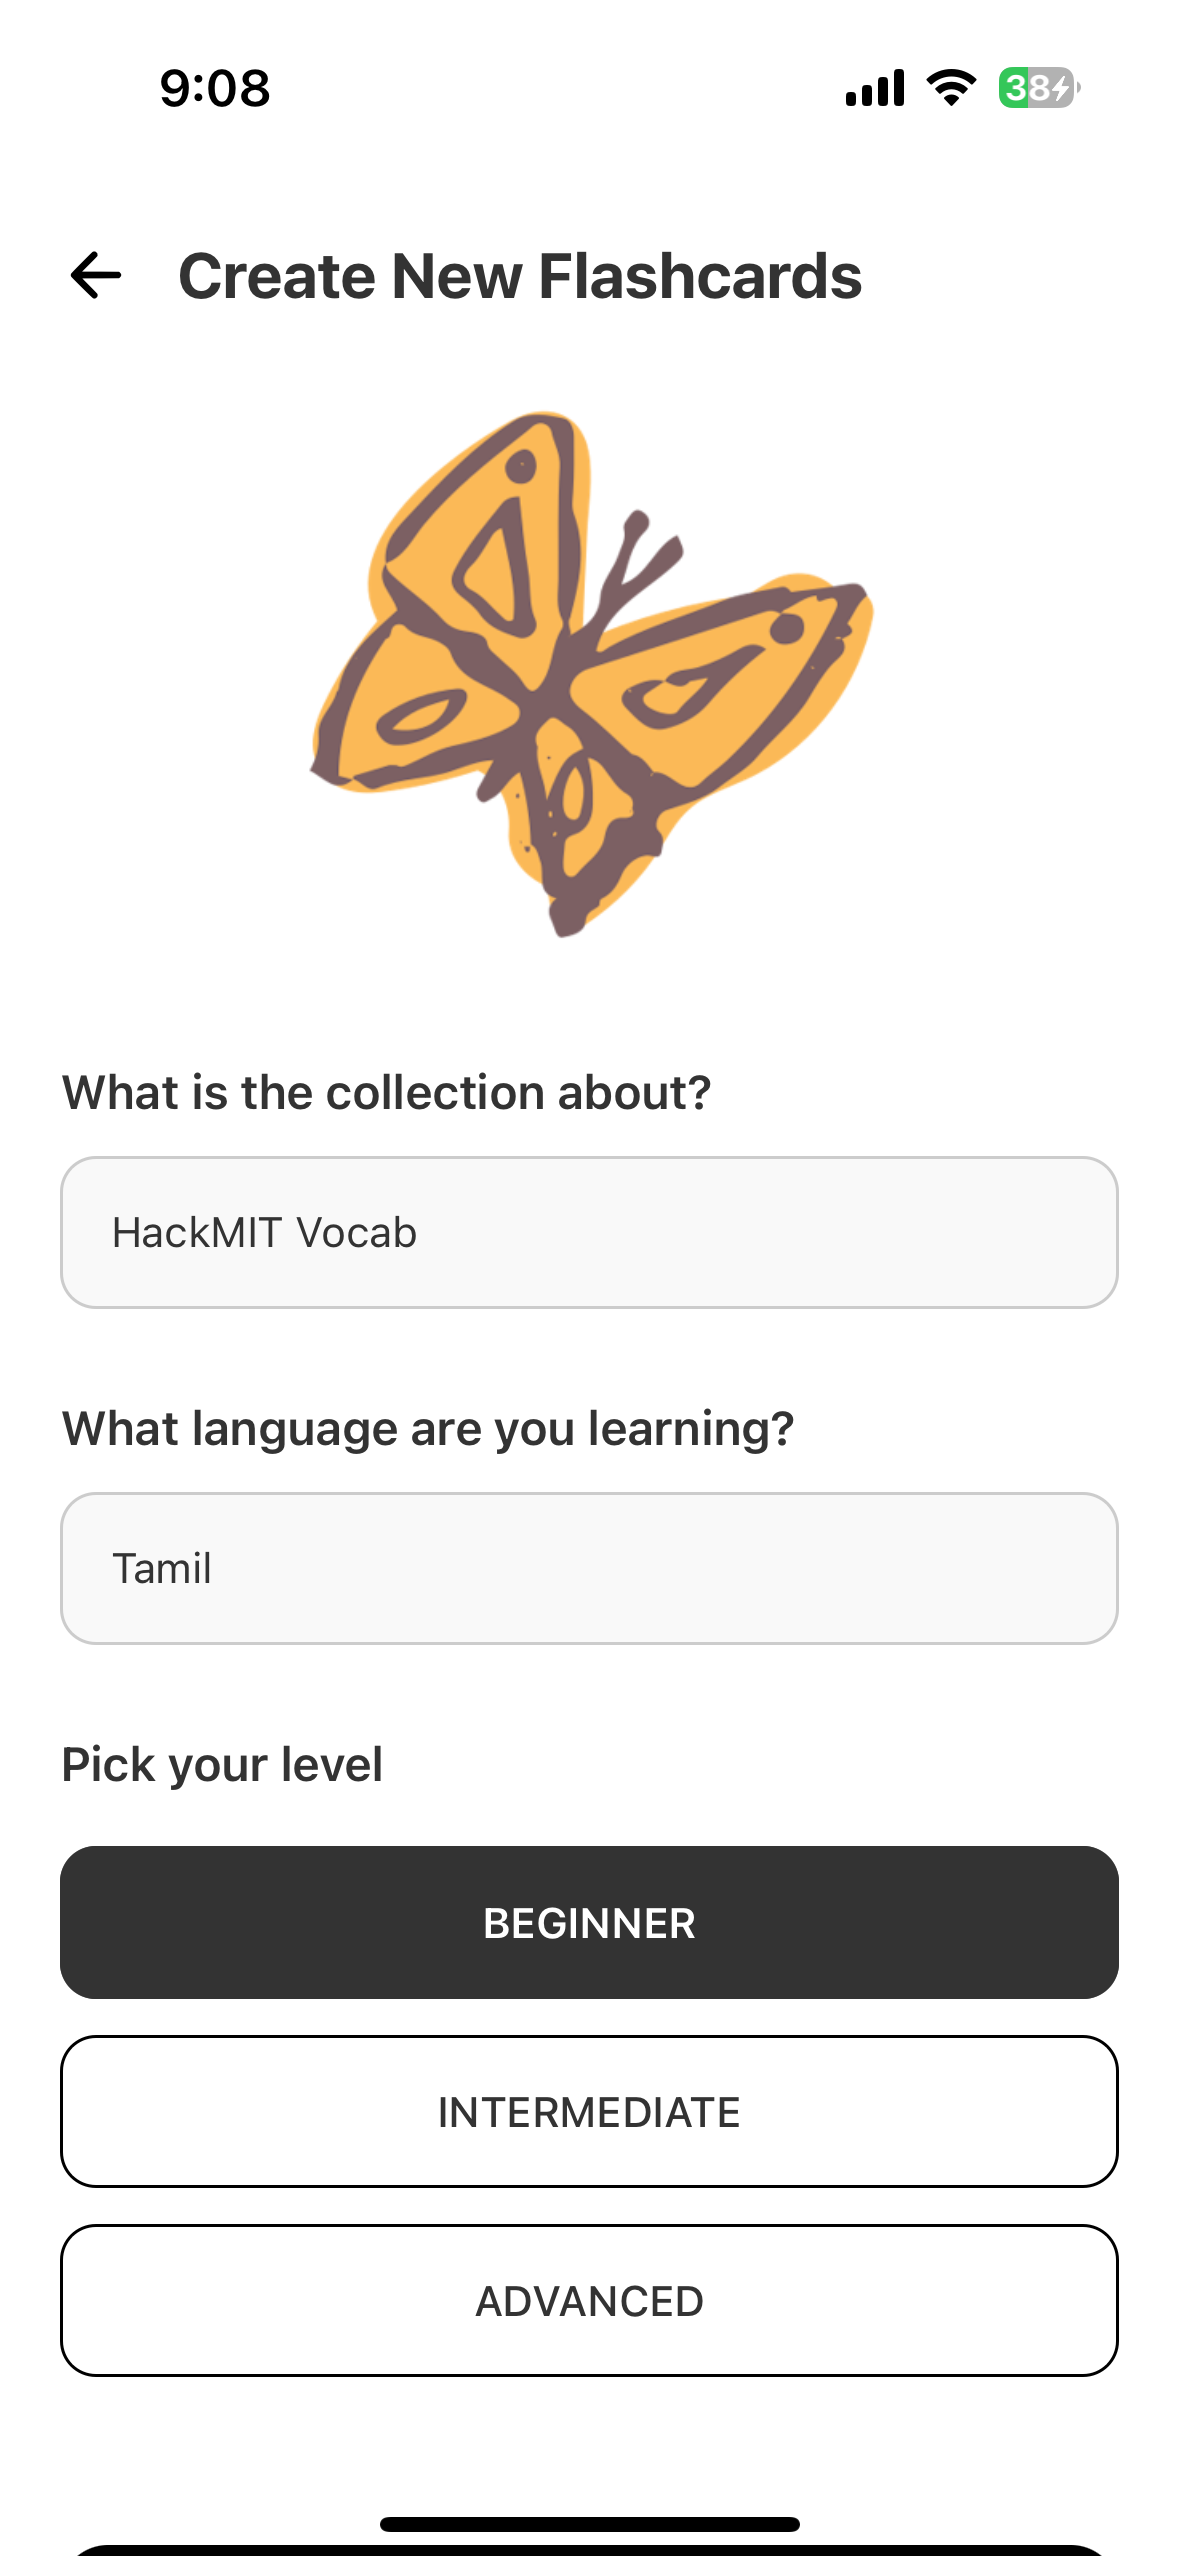 9:08
38
Create New Flashcards
What is the collection about?
HackMIT Vocab
What language are you learning?
Tamil
Pick your level
BEGINNER
INTERMEDIATE
ADVANCED